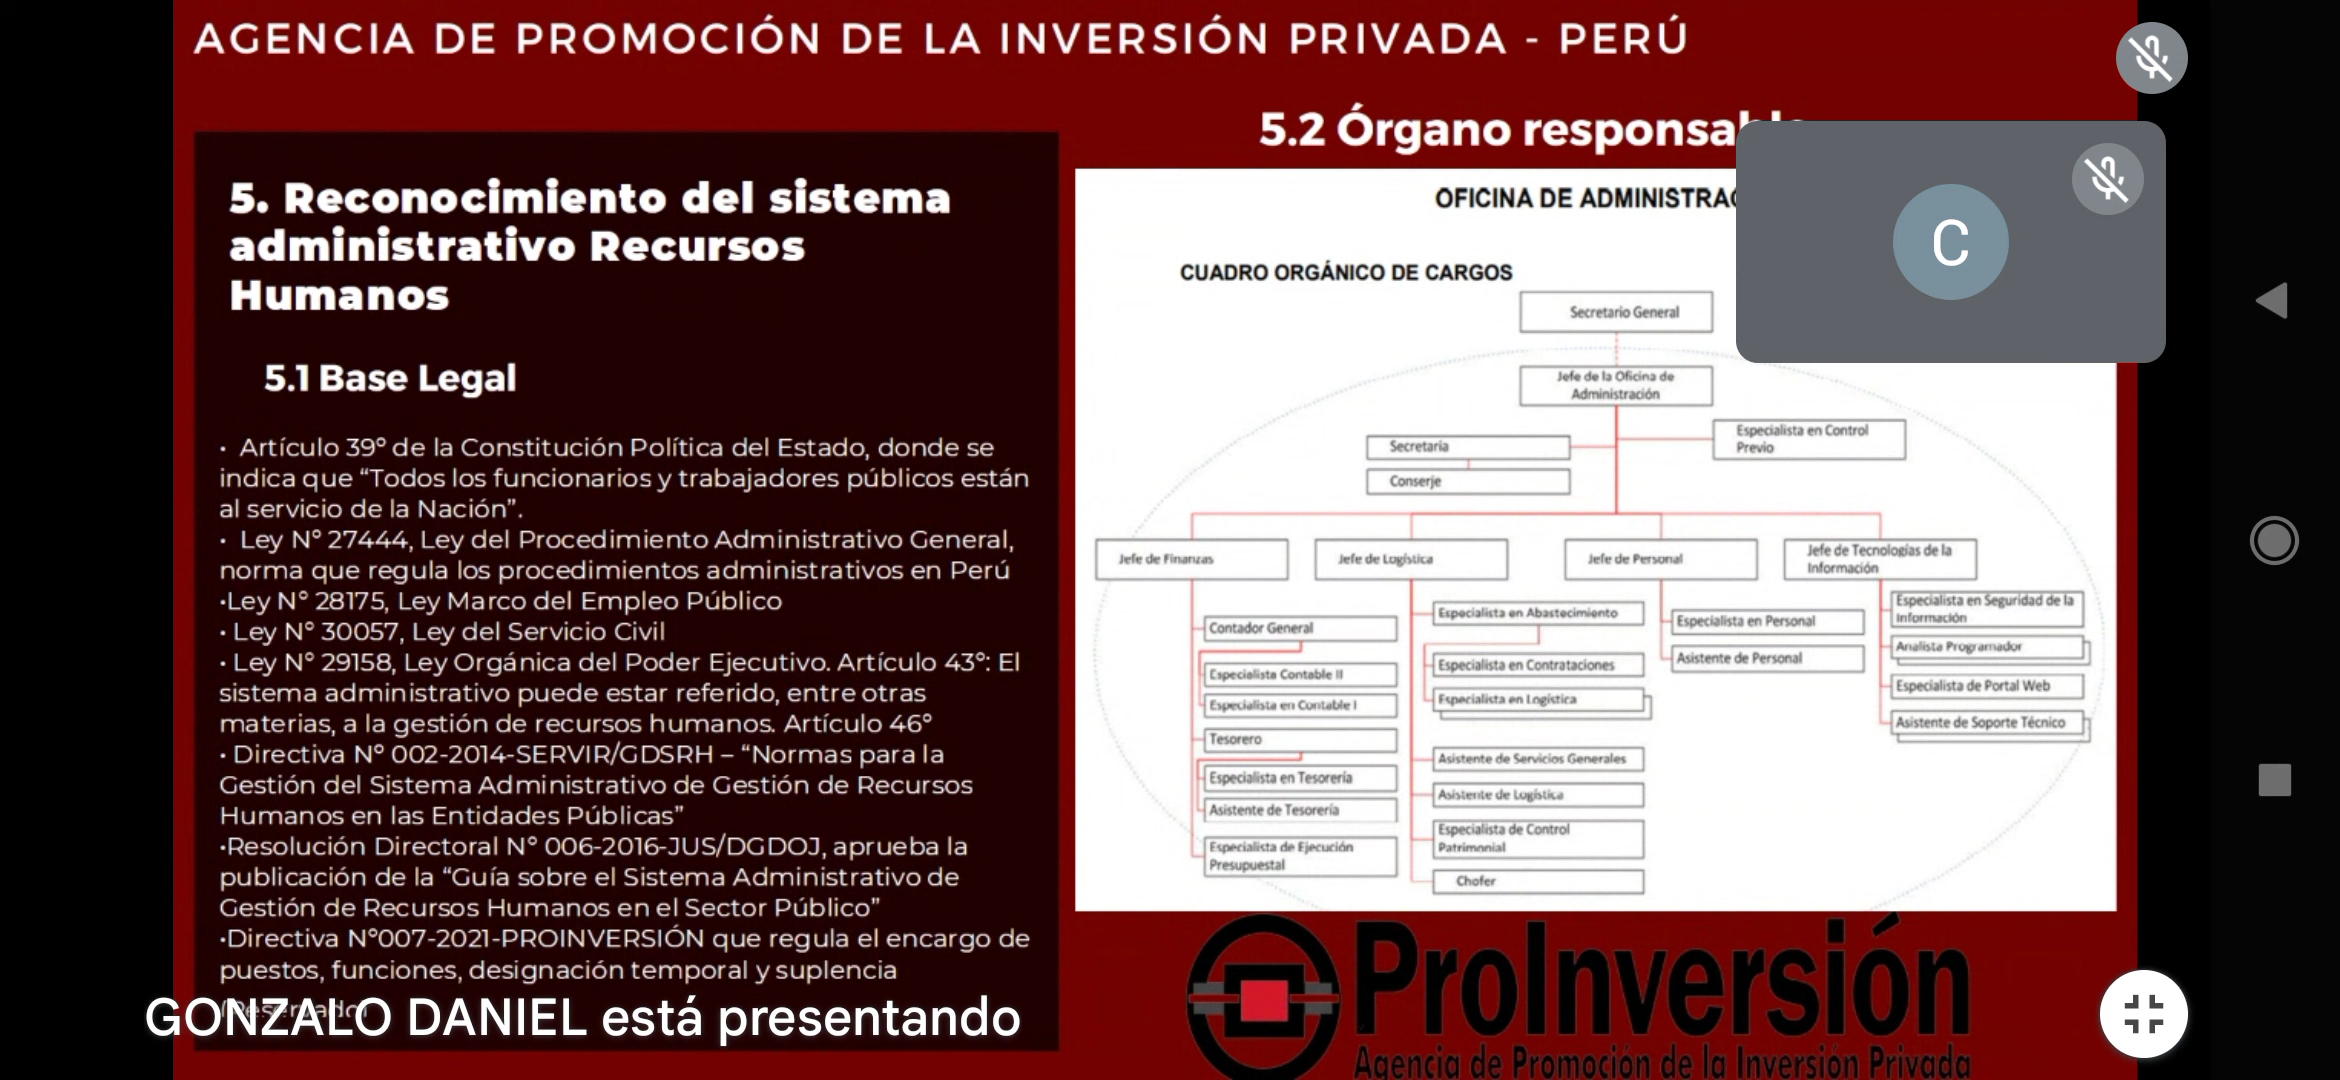 AGENCIA DE PROMOCIÓN DE LA INVERSIÓN PRIVADA - PERÚ
5. Reconocimiento del sistema
administrativo Recursos
Humanos
5.1 Base Legal
• Artículo 39º de la Constitución Política del Estado, donde se
indica que “Todos los funcionarios y trabajadores públicos están
al servicio de la Nación”.
• Ley Nº 27444, Ley del Procedimiento Administrativo General,
norma que regula los procedimientos administrativos en Perú
•Ley Nº 28175, Ley Marco del Empleo Público
• Ley Nº 30057, Ley del Servicio Civil
• Ley Nº 29158, Ley Orgánica del Poder Ejecutivo. Artículo 43º: El
sistema administrativo puede estar referido, entre otras
materias, a la gestión de recursos humanos. Artículo 46º
• Directiva Nº 002-2014-SERVIR/GDSRH – “Normas para la
Gestión del Sistema Administrativo de Gestión de Recursos
Humanos en las Entidades Públicas”
•Resolución Directoral Nº 006-2016-JUS/DGDOJ, aprueba la
publicación de la “Guía sobre el Sistema Administrativo de
Gestión de Recursos Humanos en el Sector Público”
•Directiva Nº007-2021-PROINVERSIÓN que regula el encargo de
puestos, funciones, designación temporal y suplencia
GONZALO DANIEL está presentando
5.2 Órgano responsable
OFICINA DE
CUADRO ORGÁNICO DE CARGOS
Secretario General
Jefe de la Oficina de
Administración
Secretaria
Conserje
Especialista en Control
Previo
Jefe de Finanzas
Contador General
Especialista Contable II
Especialista en Contable I
Tesorero
Especialista en Tesorería
Asistente de Tesorería
Especialista de Ejecución
Presupuestal
Jefe de Logística
Especialista en Abastecimiento
Especialista en Contrataciones
Especialista en Logística
Asistente de Servicios Generales
Asistente de Logística
Especialista de Control
Patrimonial
Chofer
Jefe de Personal
Especialista en Personal
Asistente de Personal
Jefe de Tecnologías de la
Información
Especialista en Seguridad de la
Información
Analista Programador
Especialista de Portal Web
Asistente de Soporte Técnico
C
ProInversión
Agencia de Promoción de la Inversión Privada